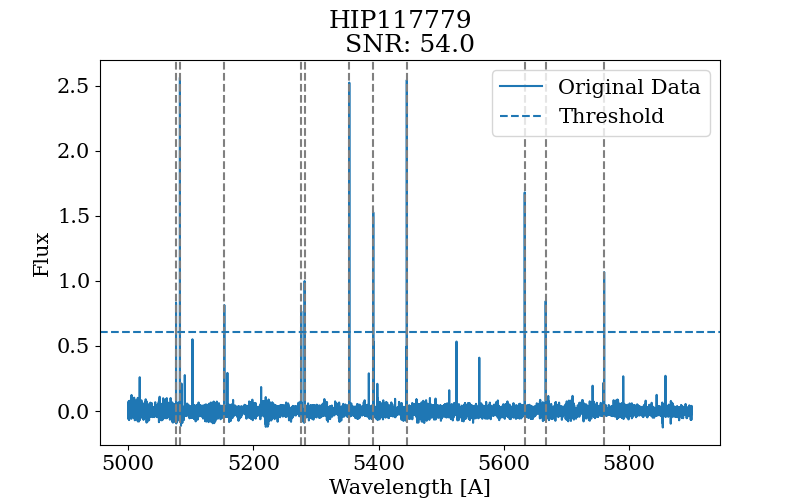 HIP117779
SNR: 54.0
Original Data
Threshold
Flux
2.5
2.0
1.5
1.0
0.5
0.0
5000 5200 5400 5600 5800
Wavelength [A]